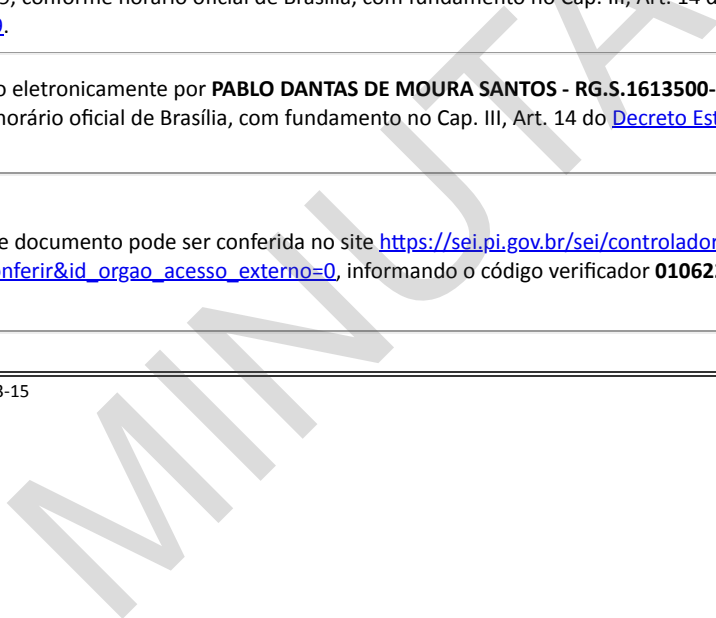 conforme horário oficial de Brasília, com fundamento no Cap. III, Art. 14 d
.
o eletronicamente por PABLO DANTAS DE MOURA SANTOS - RG.S.1613500-
horário oficial de Brasília, com fundamento no Cap. III, Art. 14 do Decreto Est
e documento pode ser conferida no site https://sei.pi.gov.br/sei/controlador
onferir&id_orgao_acesso_externo=0, informando o código verificador 01062
3-15
MINUTA